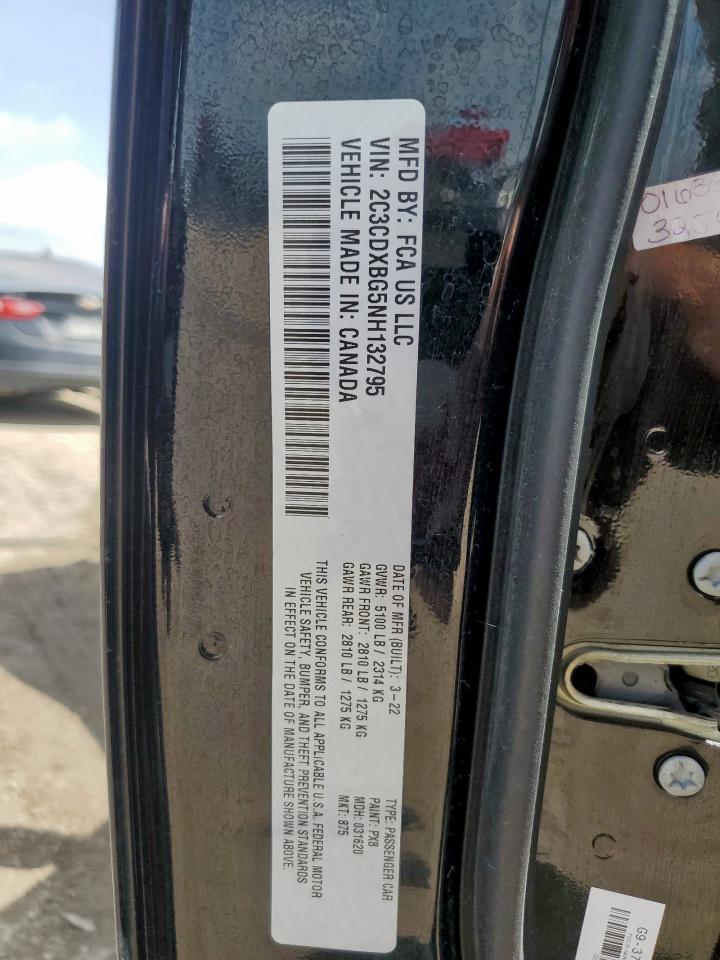 MFD BY: FCA US LLC
VIN: 2C3CDXBG5NH132795
VEHICLE MADE IN: CANADA
DATE OF MFR (BUILT): 3-22
GVWR: 5100 LB / 2314 KG
GAWR FRONT: 2810 LB / 1275 KG
GAWR REAR: 2810 LB / 1275 KG
THIS VEHICLE CONFORMS TO ALL APPLICABLE U.S.A. FEDERAL MOTOR
VEHICLE SAFETY, BUMPER, AND THEFT PREVENTION STANDARDS
IN EFFECT ON THE DATE OF MANUFACTURE SHOWN ABOVE.
TYPE: PASSENGER CAR
PAINT: PX8
MDH: 031620
MKT: 875
G9-37